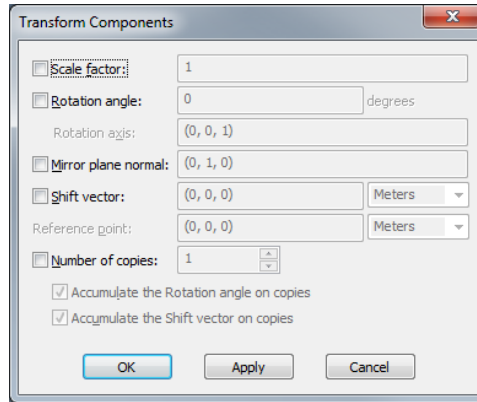 Transform Components
Scale factor: 1
Rotation angle: 0 degrees
Rotation axis: (0, 0, 1)
Mirror plane normal: (0, 1, 0)
Shift vector: (0, 0, 0) Meters
Reference point: (0, 0, 0) Meters
Number of copies: 1
Accumulate the Rotation angle on copies
Accumulate the Shift vector on copies
OK Apply Cancel